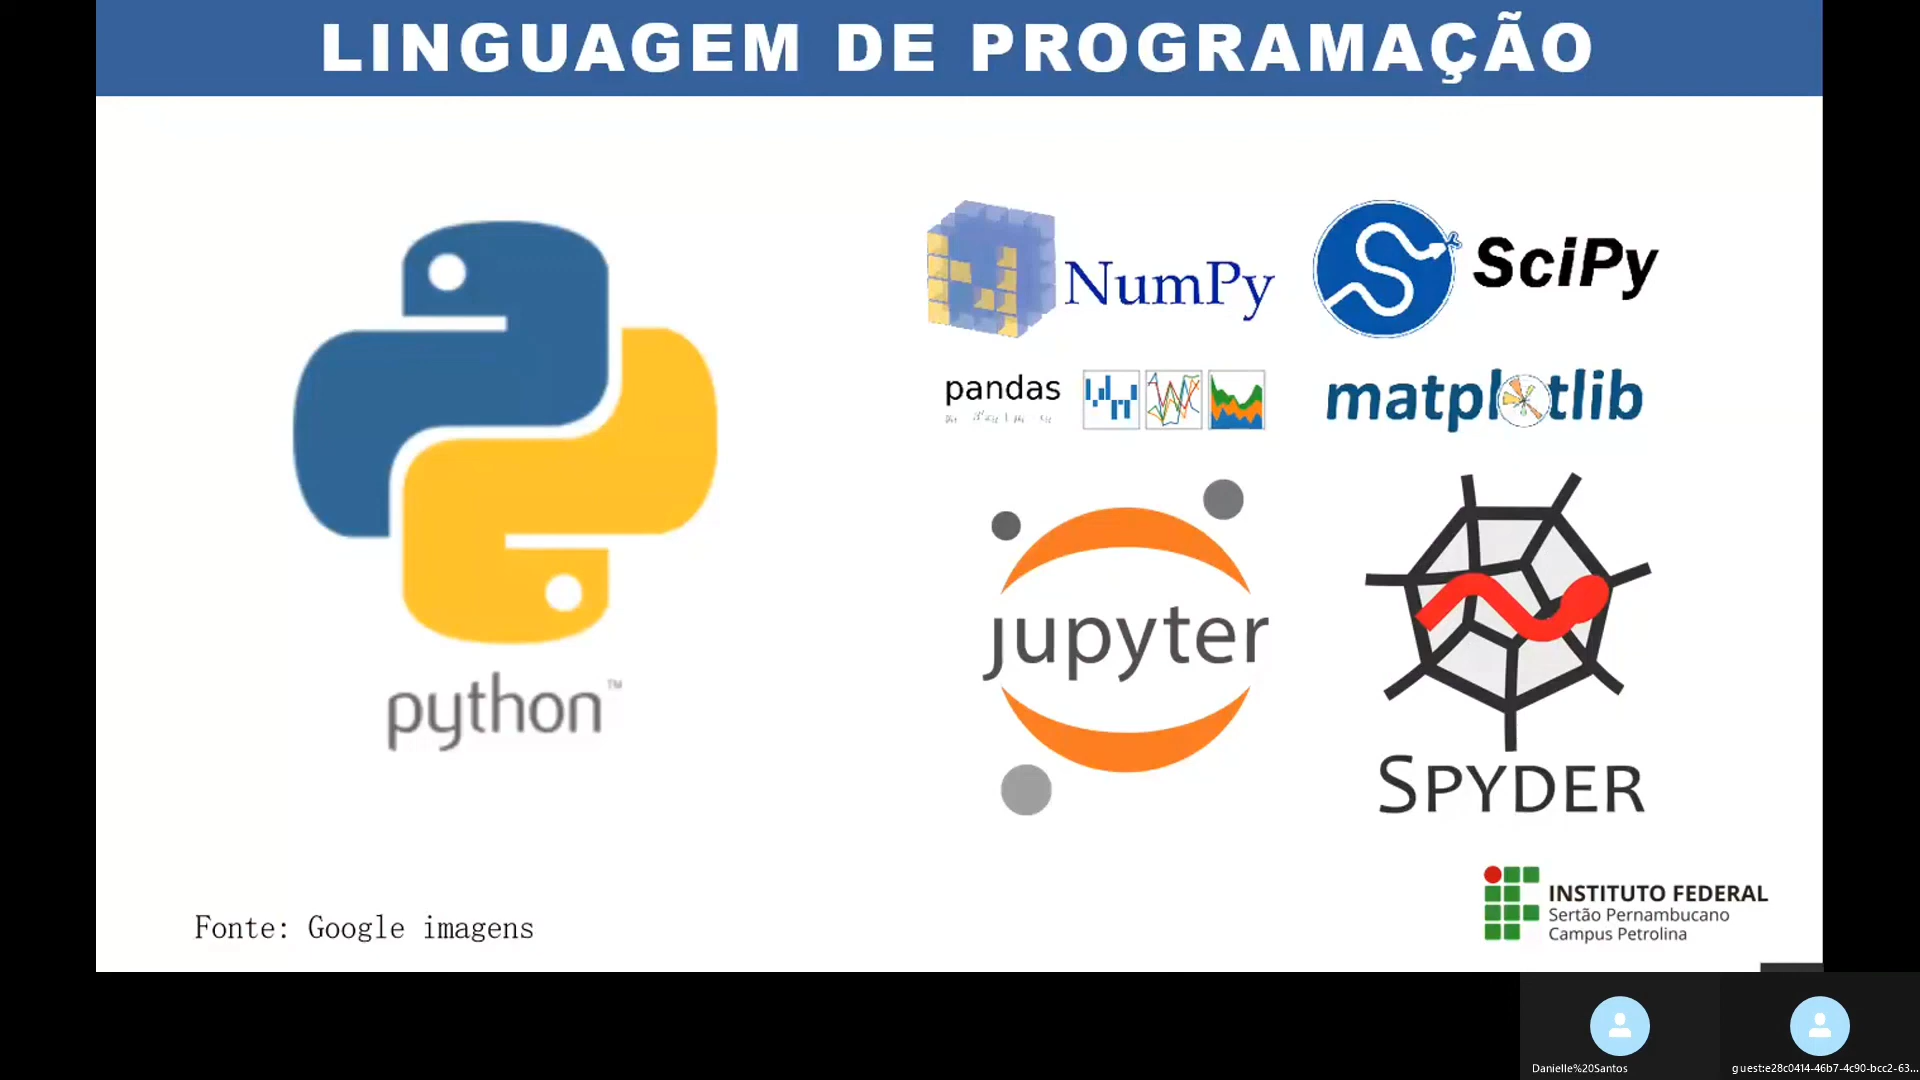 LINGUAGEM DE PROGRAMAÇÃO
python™
NumPy
SciPy
pandas
matplotlib
jupyter
SPYDER
Fonte: Google imagens
INSTITUTO FEDERAL
Sertão Pernambucano
Campus Petrolina
Danielle%20Santos
guest:e28c0414-46b7-4c90-bcc2-63...